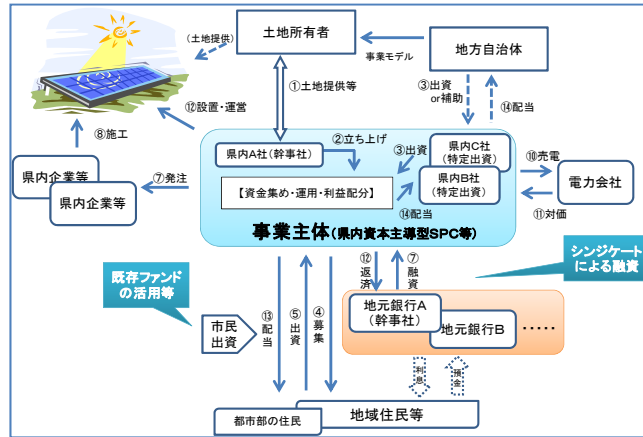 (土地提供)
土地所有者
事業モデル
地方自治体
①土地提供等
③出資
or補助
⑭配当
⑫設置・運営
⑧施工
②立ち上げ
県内A社(幹事社)
③出資
県内C社
(特定出資)
県内B社
(特定出資)
【資金集め・運用・利益配分】
⑭配当
⑩売電
電力会社
⑪対価
県内企業等
県内企業等
⑦発注
事業主体(県内資本主導型SPC等)
既存ファンド
の活用等
シンジケート
による融資
市民
出資
⑬配当
⑤出資
④募集
⑫返済
⑦融資
地元銀行A
(幹事社)
地元銀行B
・・・・・
利息
預金
都市部の住民
地域住民等